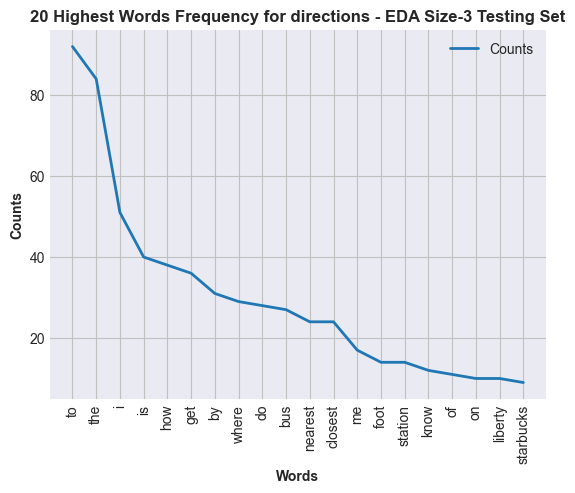 20 Highest Words Frequency for directions - EDA Size-3 Testing Set
Counts
80
60
40
20
Counts
to
the
i
is
how
get
by
where
do
bus
nearest
closest
me
foot
station
know
of
on
liberty
starbucks
Words